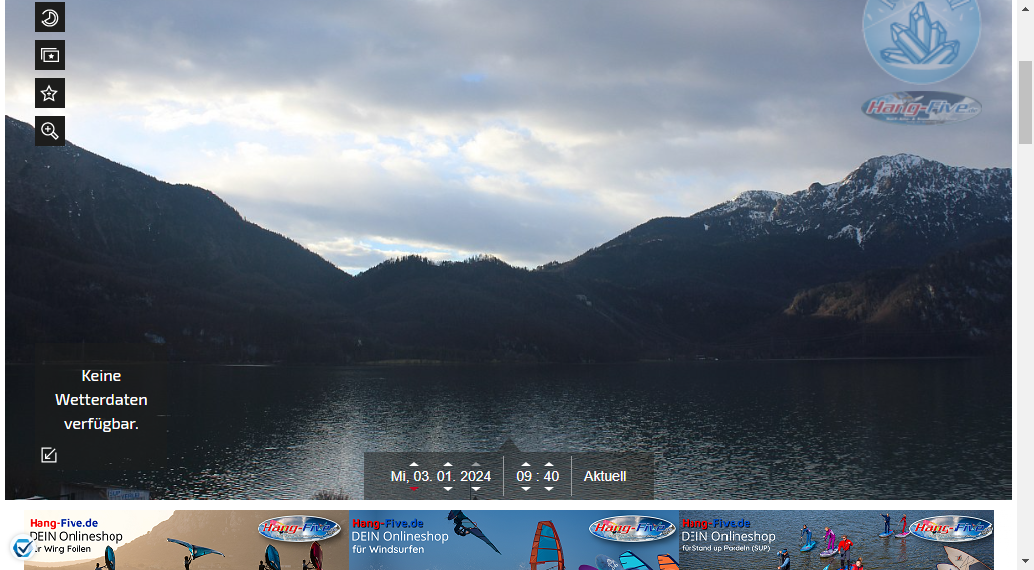 Hang-Five
Keine
Wetterdaten
verfügbar.
Mi, 03. 01. 2024 09 : 40 Aktuell
Hang-Five.de
DEIN Onlineshop
für Wing Foilen
Hang-Five
Hang-Five.de
DEIN Onlineshop
für Windsurfen
Hang-Five
Hang-Five.de
DEIN Onlineshop
für Stand up Paddeln (SUP)
Hang-Five